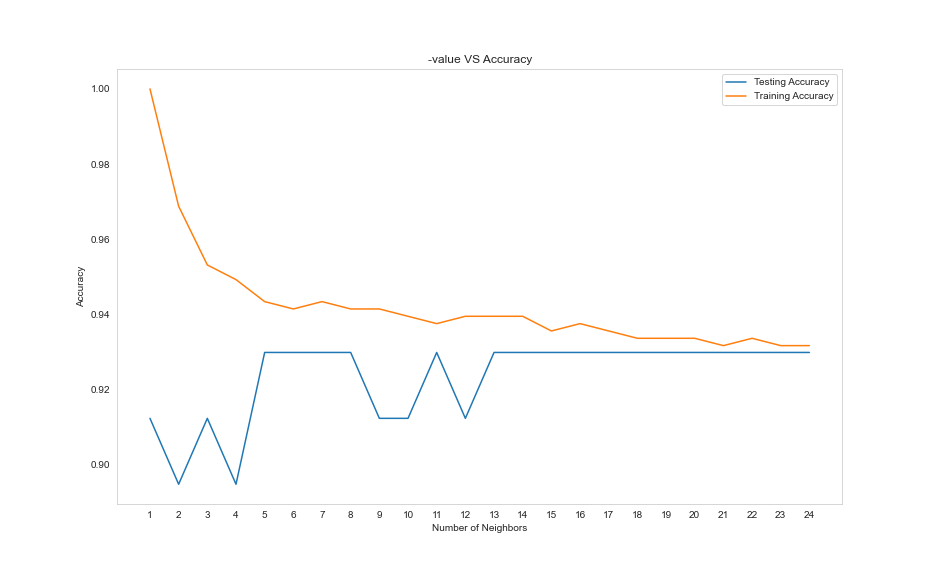 -value VS Accuracy
Testing Accuracy
Training Accuracy
1.00
0.98
0.96
0.94
0.92
0.90
Accuracy
1 2 3 4 5 6 7 8 9 10 11 12 13 14 15 16 17 18 19 20 21 22 23 24
Number of Neighbors